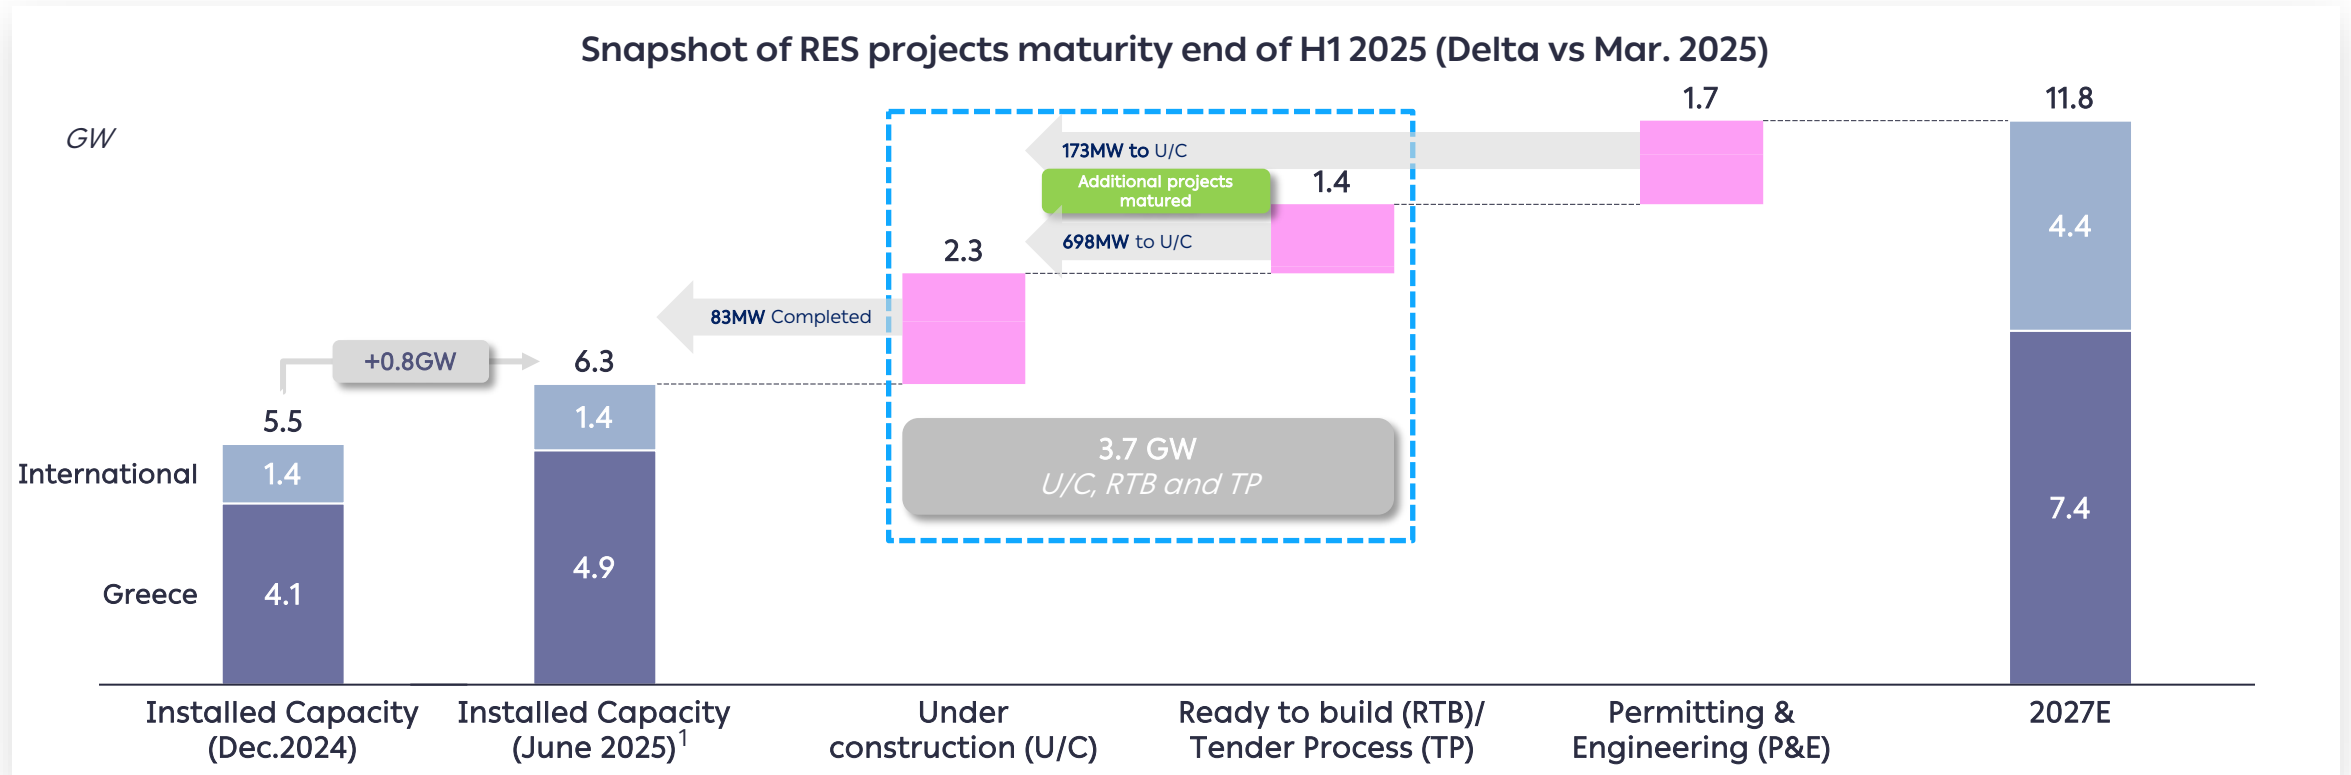 Snapshot of RES projects maturity end of H1 2025 (Delta vs Mar. 2025)
GW
1.7
11.8
173MW to U/C
Additional projects
matured
1.4
698MW to U/C
4.4
2.3
83MW Completed
+0.8GW
6.3
5.5
1.4
3.7 GW
U/C, RTB and TP
International
1.4
7.4
4.9
Greece
4.1
Installed Capacity
(Dec.2024)
Installed Capacity
(June 2025)1
Under
construction (U/C)
Ready to build (RTB)/
Tender Process (TP)
Permitting &
Engineering (P&E)
2027E